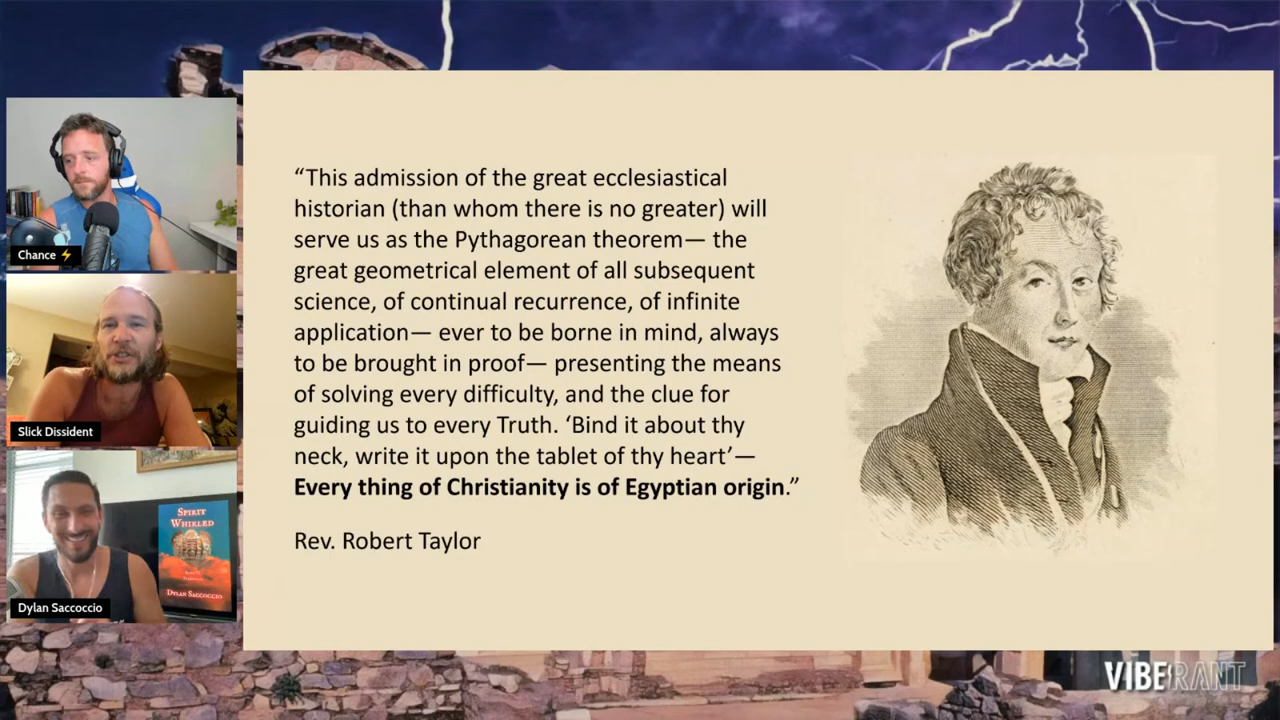 “This admission of the great ecclesiastical
historian (than whom there is no greater) will
serve us as the Pythagorean theorem— the
great geometrical element of all subsequent
science, of continual recurrence, of infinite
application— ever to be borne in mind, always
to be brought in proof— presenting the means
of solving every difficulty, and the clue for
guiding us to every Truth. ‘Bind it about thy
neck, write it upon the tablet of thy heart’—
Every thing of Christianity is of Egyptian origin.”
Rev. Robert Taylor
Chance ⚡
Slick Dissident
SPIRIT
WHIRLED
DYLAN SACCOCCIO
Dylan Saccoccio
VIBERANT